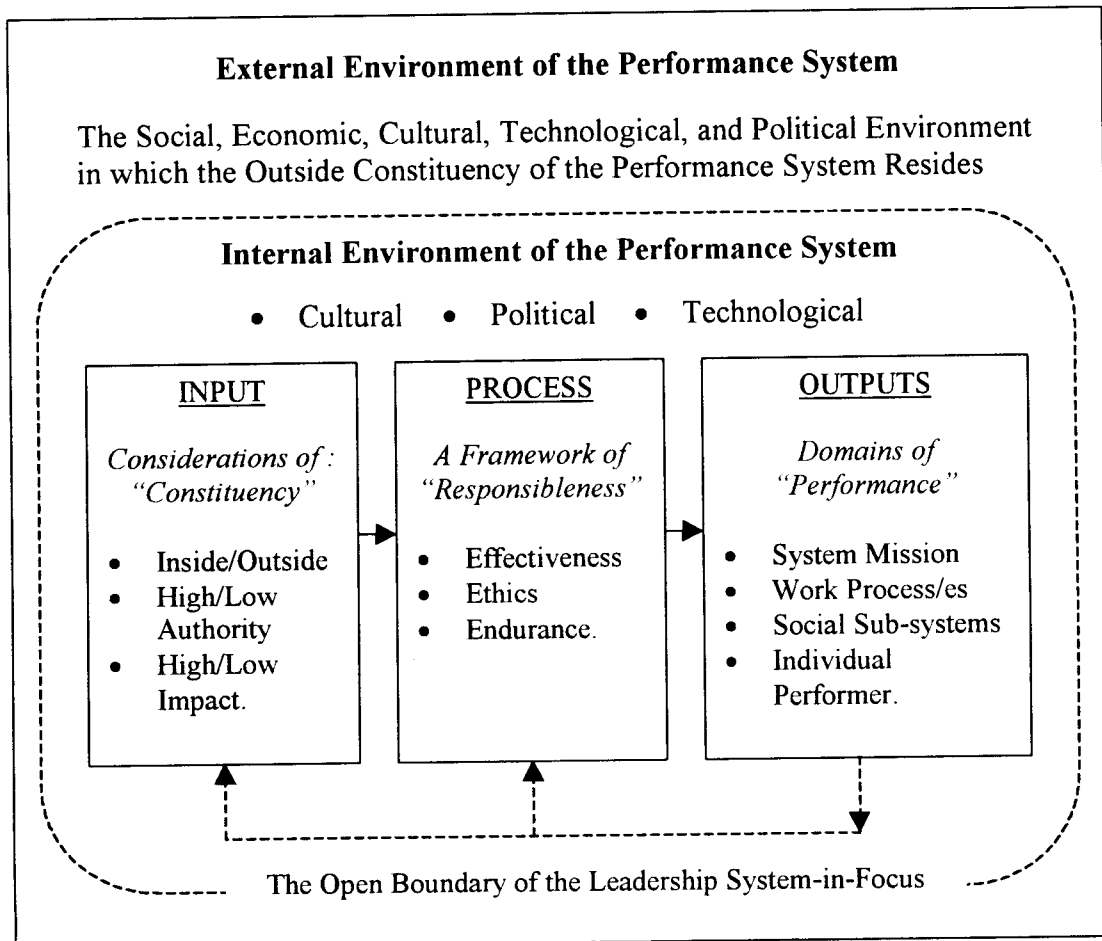 External Environment of the Performance System
The Social, Economic, Cultural, Technological, and Political Environment
in which the Outside Constituency of the Performance System Resides
Internal Environment of the Performance System
• Cultural • Political • Technological
INPUT
Considerations of :
“Constituency”
• Inside/Outside
• High/Low
Authority
• High/Low
Impact.
PROCESS
A Framework of
“Responsibleness”
• Effectiveness
• Ethics
• Endurance.
OUTPUTS
Domains of
“Performance”
• System Mission
• Work Process/es
• Social Sub-systems
• Individual
Performer.
The Open Boundary of the Leadership System-in-Focus